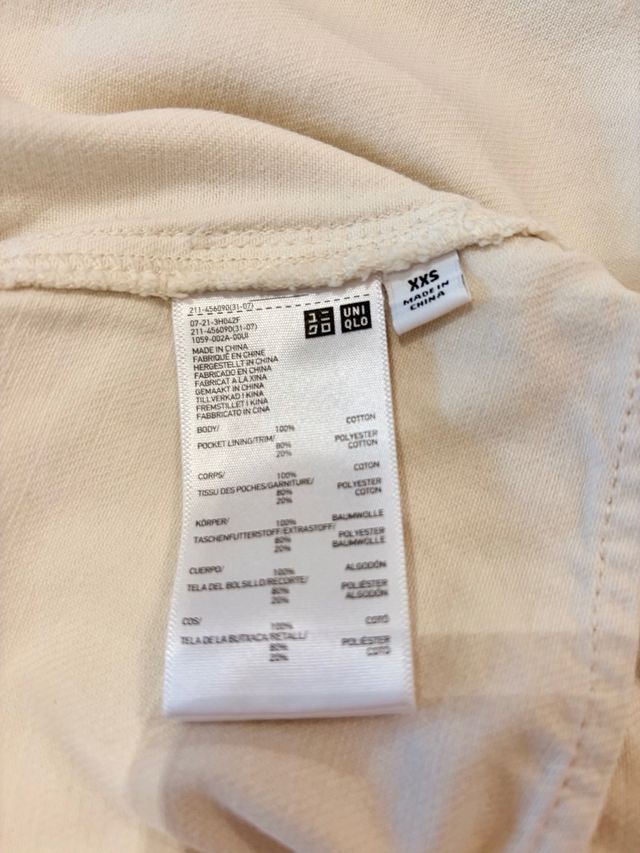 211-456090(31-07)
07-21-3H042F
211-456090(31-07)
1059-002A-00UI
ユニ
クロ
UNI
QLO
XXS
MADE IN
CHINA
MADE IN CHINA
FABRIQUÉ EN CHINE
HERGESTELLT IN CHINA
FABRICADO EN CHINA
FABRICAT A LA XINA
GEMAAKT IN CHINA
TILLVERKAD I KINA
FREMSTILLET I KINA
FABBRICATO IN CINA
BODY/ 100% COTTON
POCKET LINING/TRIM/ 80% POLYESTER
20% COTTON
CORPS/ 100% COTON
TISSU DES POCHES/GARNITURE/ 80% POLYESTER
20% COTON
KÖRPER/ 100% BAUMWOLLE
TASCHENFUTTERSTOFF/EXTRASTOFF/
80% POLYESTER
20% BAUMWOLLE
CUERPO/ 100% ALGODÓN
TELA DEL BOLSILLO/RECORTE/
80% POLIÉSTER
20% ALGODÓN
COS/ 100% COTÓ
TELA DE LA BUTXACA/RETALL/
80% POLIÈSTER
20% COTÓ